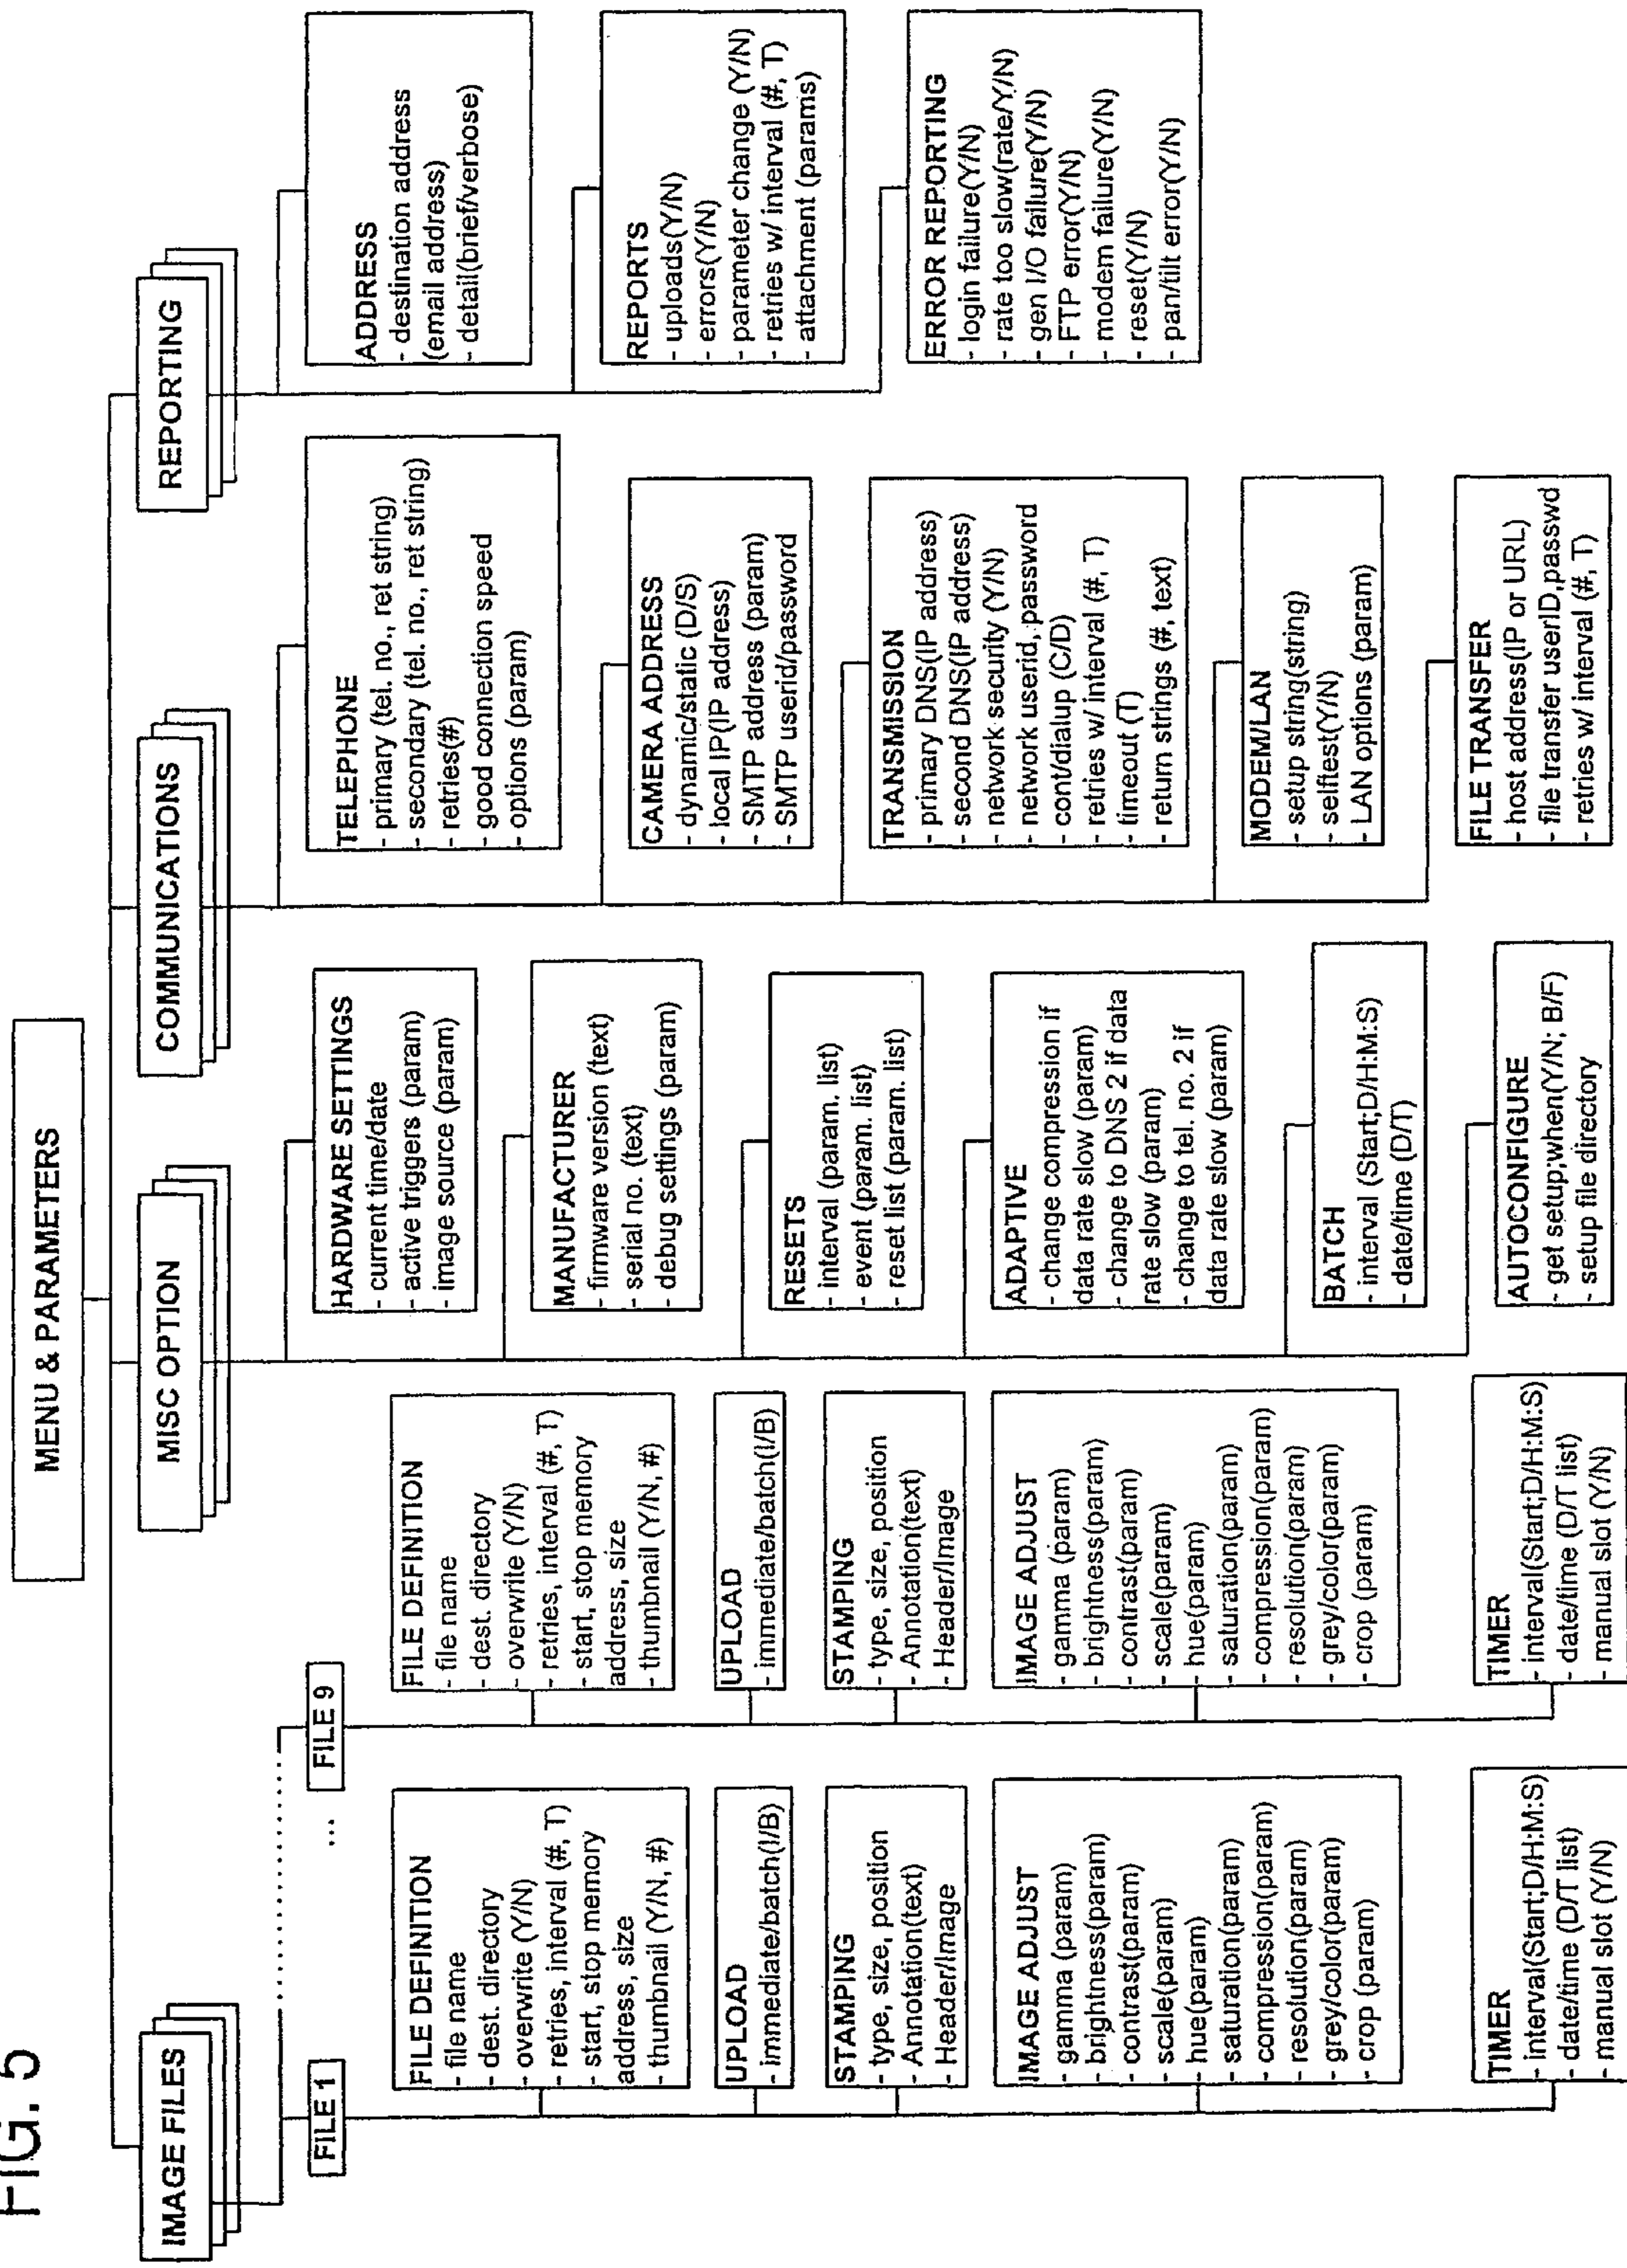 FIG. 5
MENU & PARAMETERS
IMAGE FILES
MISC OPTION
COMMUNICATIONS
REPORTING
FILE 1
...
FILE 9
FILE DEFINITION
- file name
- dest. directory
- overwrite (Y/N)
- retries, interval (#, T)
- start, stop memory
address, size
- thumbnail (Y/N, #)
UPLOAD
- immediate/batch(I/B)
STAMPING
- type, size, position
- Annotation(text)
- Header/Image
IMAGE ADJUST
- gamma (param)
- brightness(param)
- contrast(param)
- scale(param)
- hue(param)
- saturation(param)
- compression(param)
- resolution(param)
- grey/color(param)
- crop (param)
TIMER
- interval(Start;D/H:M:S)
- date/time (D/T list)
- manual slot (Y/N)
FILE DEFINITION
- file name
- dest. directory
- overwrite (Y/N)
- retries, interval (#, T)
- start, stop memory
address, size
- thumbnail (Y/N, #)
UPLOAD
- immediate/batch(I/B)
STAMPING
- type, size, position
- Annotation(text)
- Header/Image
IMAGE ADJUST
- gamma (param)
- brightness(param)
- contrast(param)
- scale(param)
- hue(param)
- saturation(param)
- compression(param)
- resolution(param)
- grey/color(param)
- crop (param)
TIMER
- interval(Start;D/H:M:S)
- date/time (D/T list)
- manual slot (Y/N)
HARDWARE SETTINGS
- current time/date
- active triggers (param)
- image source (param)
MANUFACTURER
- firmware version (text)
- serial no. (text)
- debug settings (param)
RESETS
- interval (param. list)
- event (param. list)
- reset list (param. list)
ADAPTIVE
- change compression if
data rate slow (param)
- change to DNS 2 if data
rate slow (param)
- change to tel. no. 2 if
data rate slow (param)
BATCH
- interval (Start;D/H:M:S)
- date/time (D/T)
AUTOCONFIGURE
- get setup;when(Y/N; B/F)
- setup file directory
TELEPHONE
- primary (tel. no., ret string)
- secondary (tel. no., ret string)
- retries(#)
- good connection speed
- options (param)
CAMERA ADDRESS
- dynamic/static (D/S)
- local IP(IP address)
- SMTP address (param)
- SMTP userid/password
TRANSMISSION
- primary DNS(IP address)
- second DNS(IP address)
- network security (Y/N)
- network userid, password
- cont/dialup (C/D)
- retries w/ interval (#, T)
- timeout (T)
- return strings (#, text)
MODEM/LAN
- setup string(string)
- selftest(Y/N)
- LAN options (param)
FILE TRANSFER
- host address(IP or URL)
- file transfer userID,passwd
- retries w/ interval (#, T)
ADDRESS
- destination address
(email address)
- detail(brief/verbose)
REPORTS
- uploads(Y/N)
- errors(Y/N)
- parameter change (Y/N)
- retries w/ interval (#, T)
- attachment (params)
ERROR REPORTING
- login failure(Y/N)
- rate too slow(rate/Y/N)
- gen I/O failure(Y/N)
- FTP error(Y/N)
- modem failure(Y/N)
- reset(Y/N)
- pan/tilt error(Y/N)